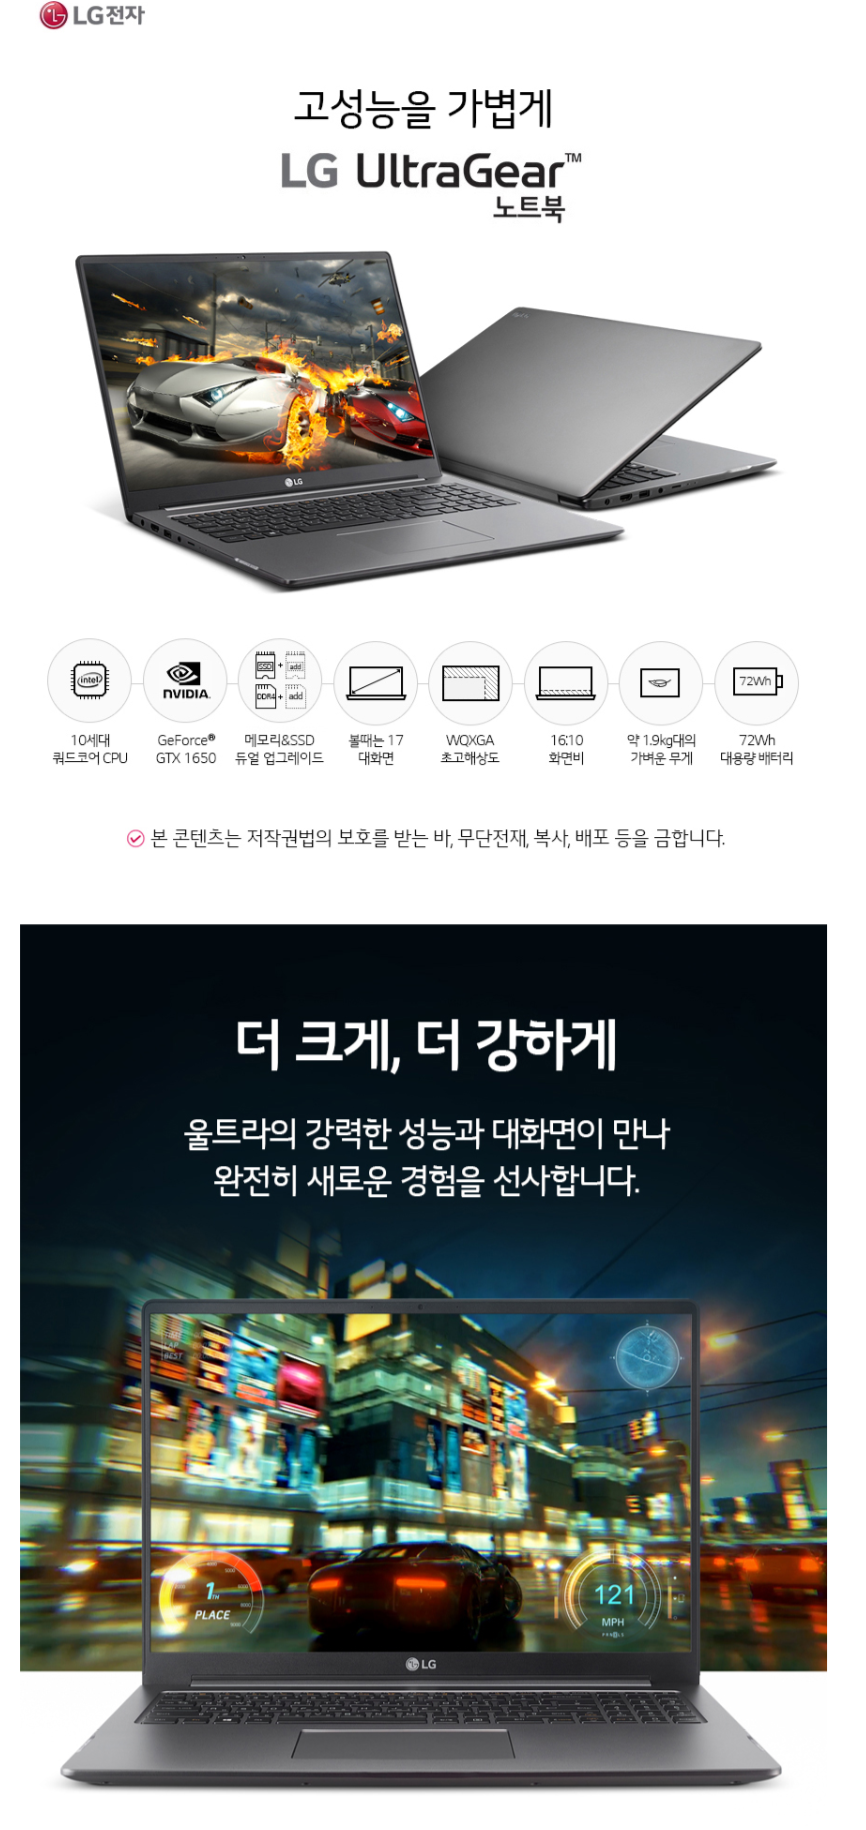 LG전자
고성능을 가볍게
LG UltraGear™
노트북
LG
intel
NVIDIA.
SSD + add
DDR4 + add
72Wh
10세대
쿼드코어 CPU
GeForce®
GTX 1650
메모리&SSD
듀얼 업그레이드
볼때는 17
대화면
WQXGA
초고해상도
16:10
화면비
약 1.9kg대의
가벼운 무게
72Wh
대용량 배터리
본 콘텐츠는 저작권법의 보호를 받는 바, 무단전재, 복사, 배포 등을 금합니다.
더 크게, 더 강하게
울트라의 강력한 성능과 대화면이 만나
완전히 새로운 경험을 선사합니다.
LAP
BEST
1TH
PLACE
121
MPH
LG